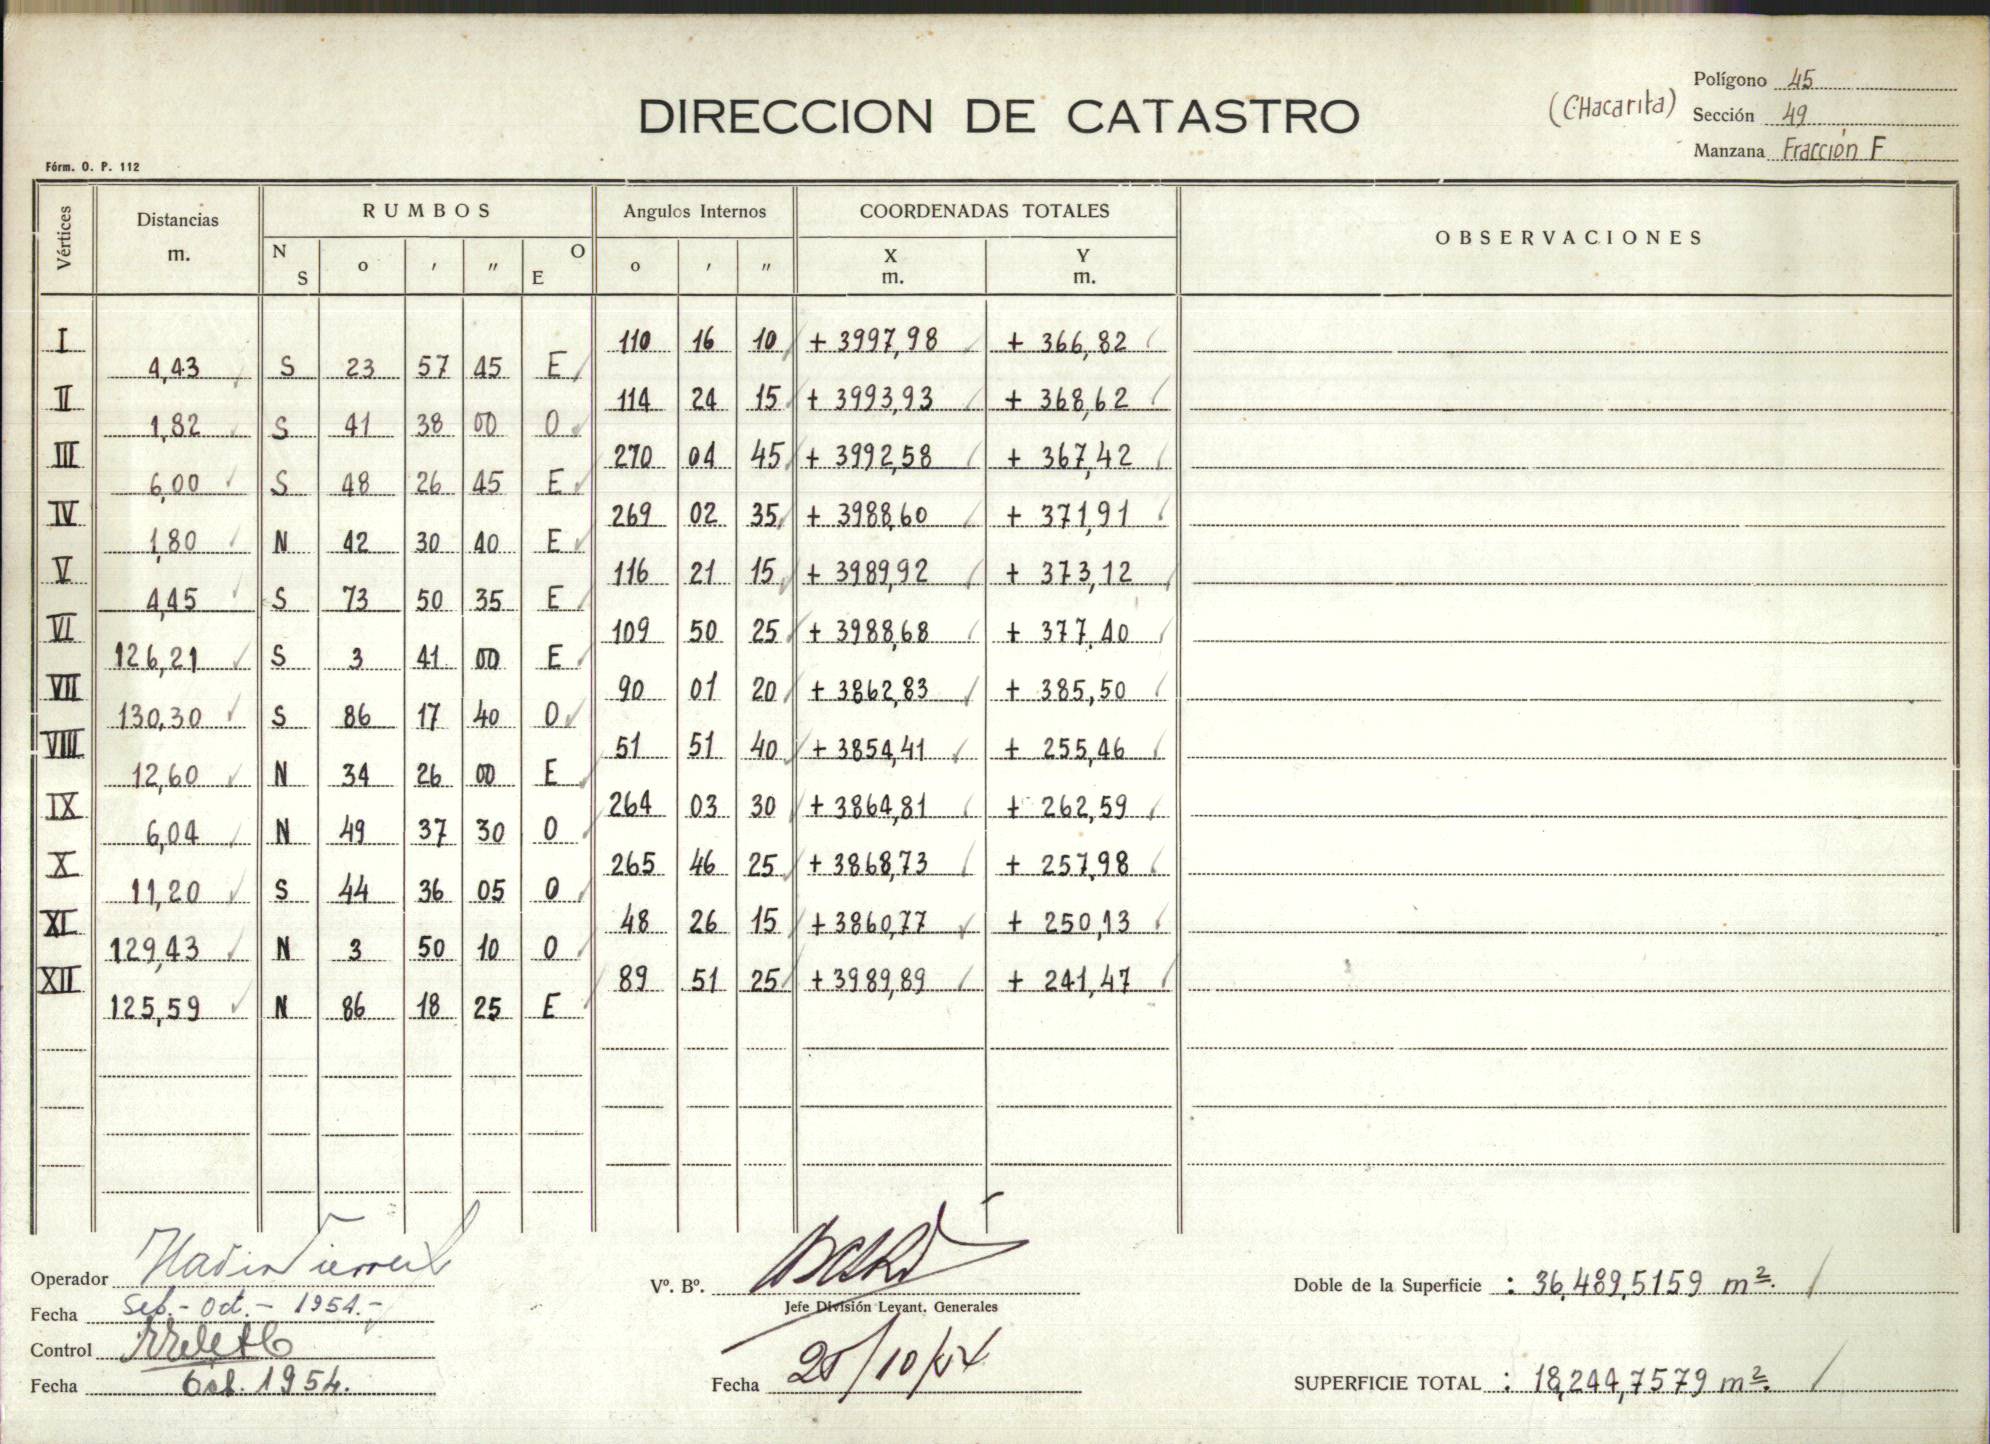 Polígono 45
DIRECCION DE CATASTRO
(CHacarita) Sección 49
Manzana Fracción F
Fórm. O. P. 112
Vértices Distancias m. RUMBOS Angulos Internos COORDENADAS TOTALES OBSERVACIONES
N S o ′ ″ O E o ′ ″ X m. Y m.
I 110 16 10 + 3997,98 + 366,82
4,43 S 23 57 45 E
II 114 24 15 + 3993,93 + 368,62
1,82 S 41 38 00 O
III 270 04 45 + 3992,58 + 367,42
6,00 S 48 26 45 E
IV 269 02 35 + 3988,60 + 371,91
1,80 N 42 30 40 E
V 116 21 15 + 3989,92 + 373,12
4,45 S 73 50 35 E
VI 109 50 25 + 3988,68 + 377,40
126,21 S 3 41 00 E
VII 90 01 20 + 3862,83 + 385,50
130,30 S 86 17 40 O
VIII 51 51 40 + 3854,41 + 255,46
12,60 N 34 26 00 E
IX 264 03 30 + 3864,81 + 262,59
6,04 N 49 37 30 O
X 265 46 25 + 3868,73 + 257,98
11,20 S 44 36 05 O
XI 48 26 15 + 3860,77 + 250,13
129,43 N 3 50 10 O
XII 89 51 25 + 3989,89 + 241,47
125,59 N 86 18 25 E
Operador
Fecha Seb.- Oct.- 1954.-
Control
Fecha Oct. 1954.
Vº. Bº.
Jefe División Levant. Generales
Fecha 25/10/54
Doble de la Superficie : 36,489,5159 m².
SUPERFICIE TOTAL : 18,244,7579 m².